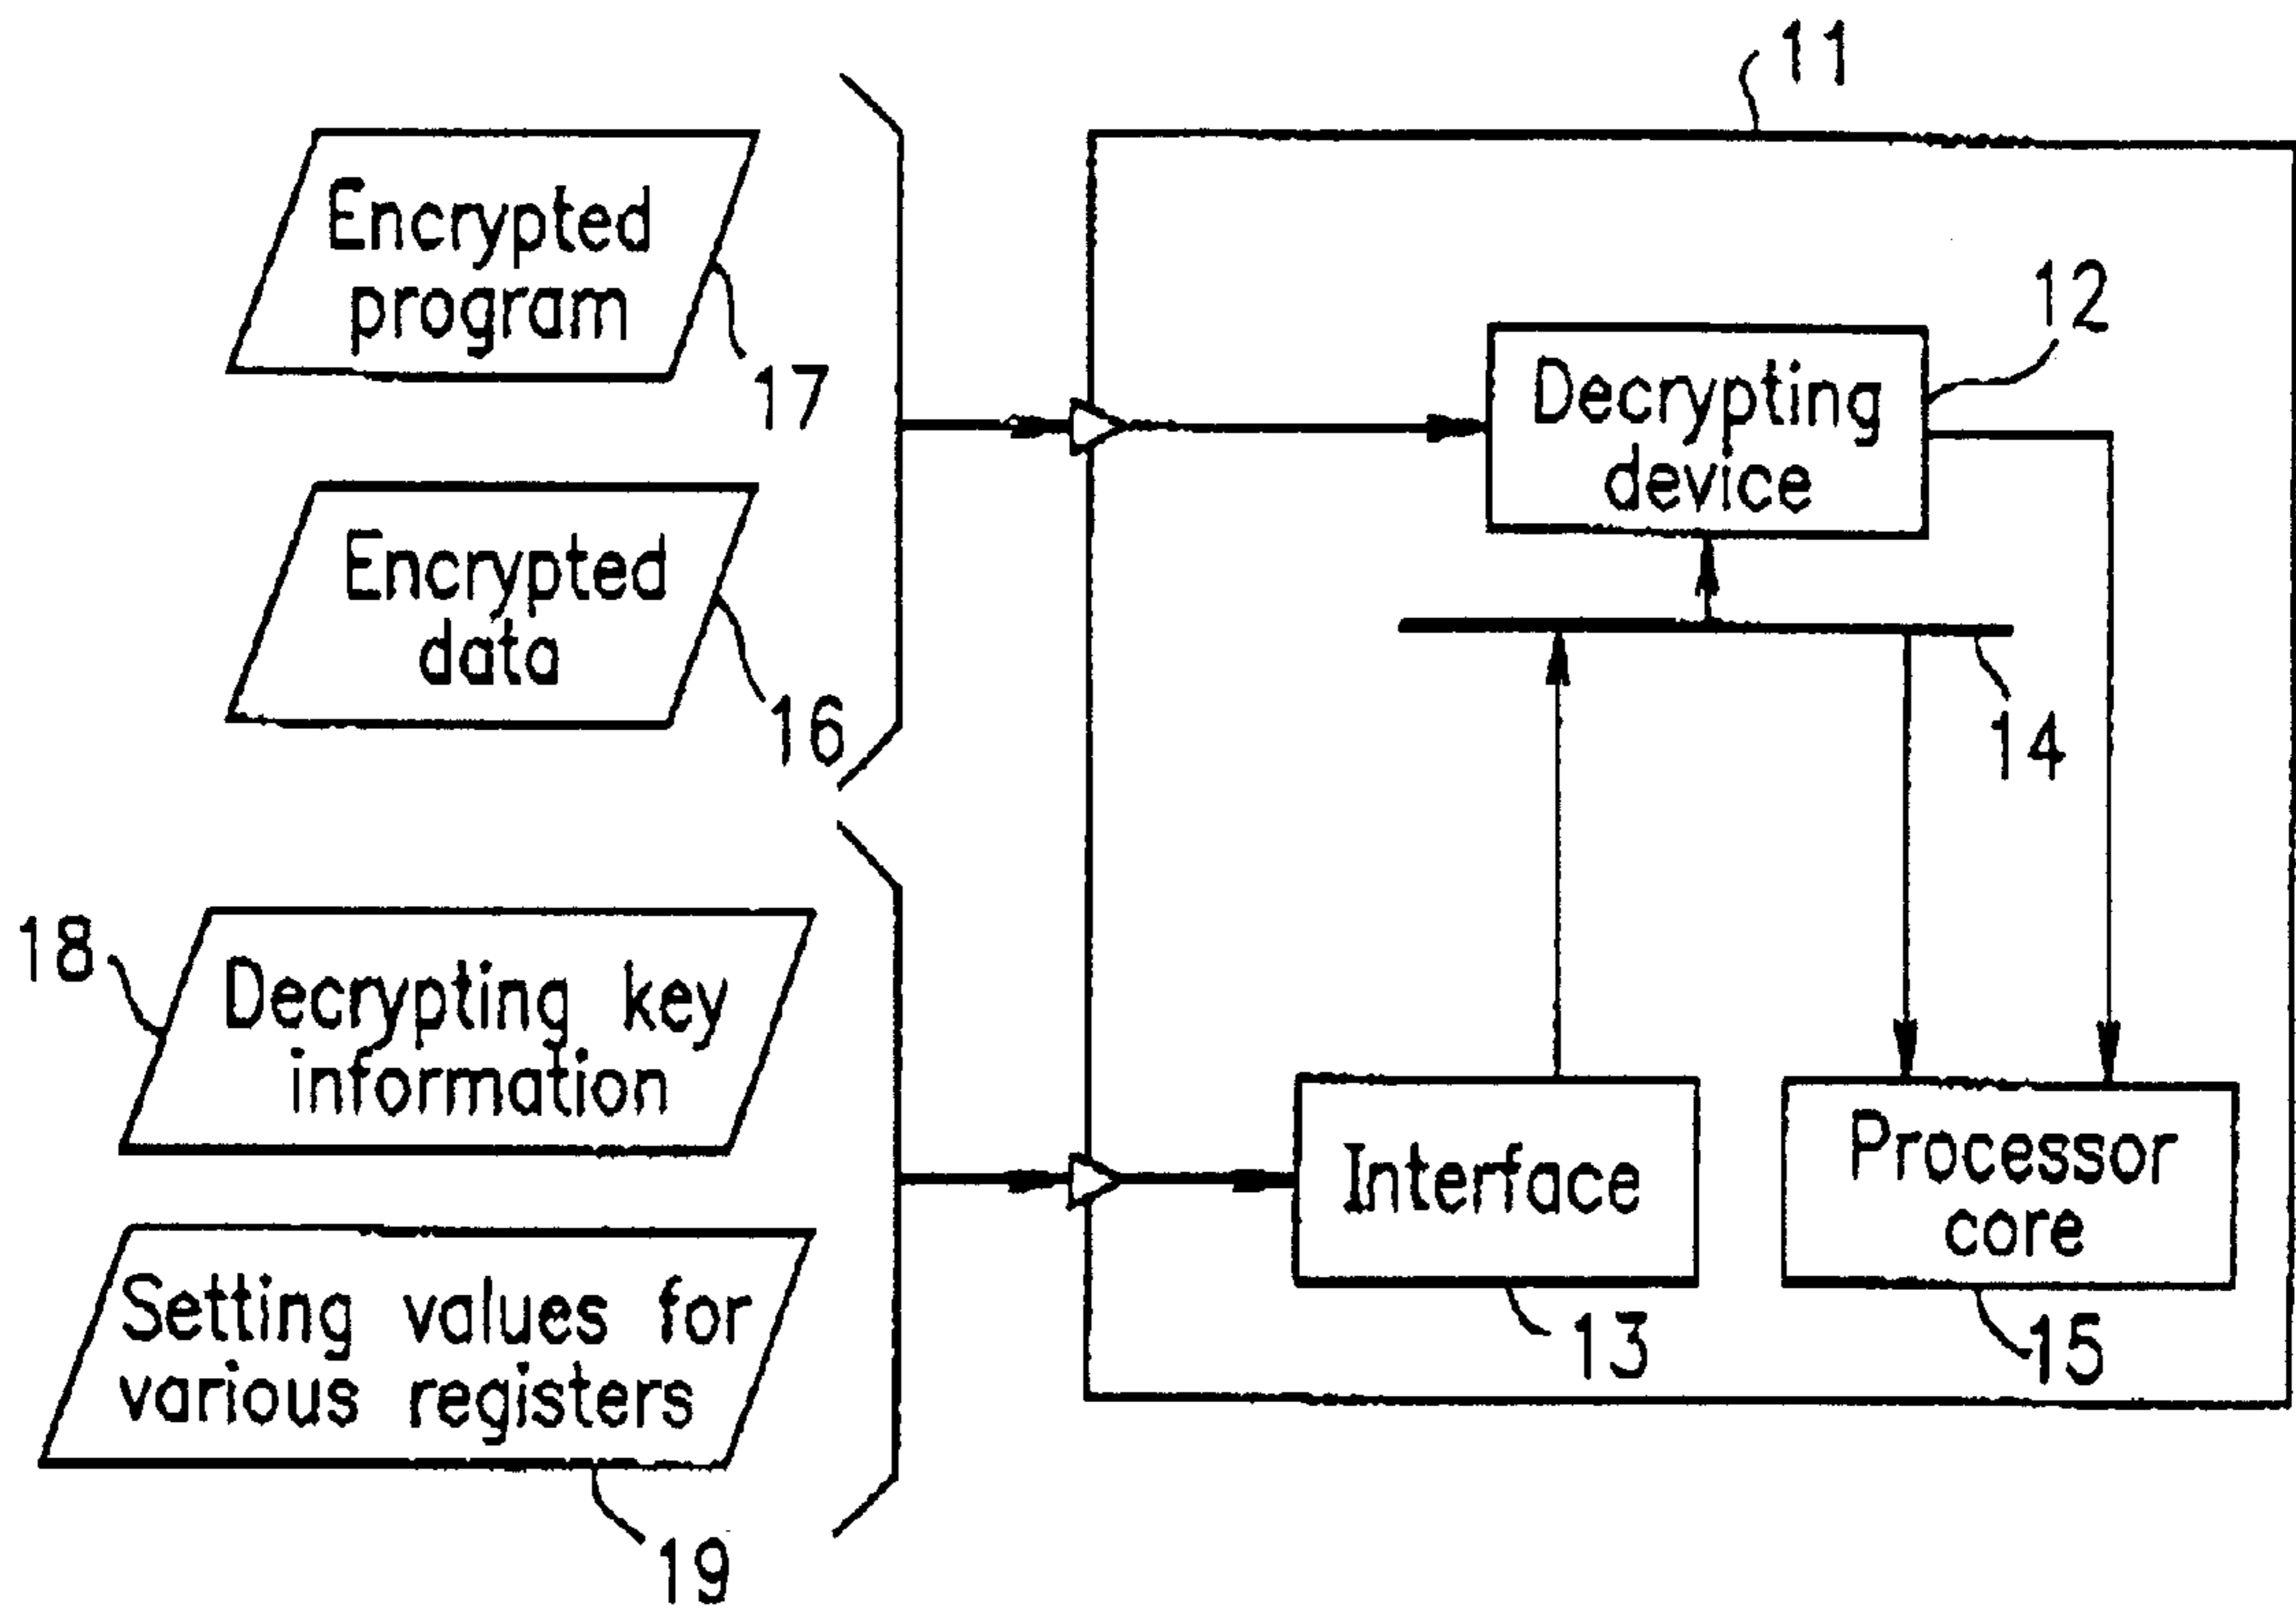 11
Encrypted
program
17
12
Decrypting
device
Encrypted
data
16
14
18
Decrypting key
information
Interface
13
Processor
core
15
Setting values for
various registers
19